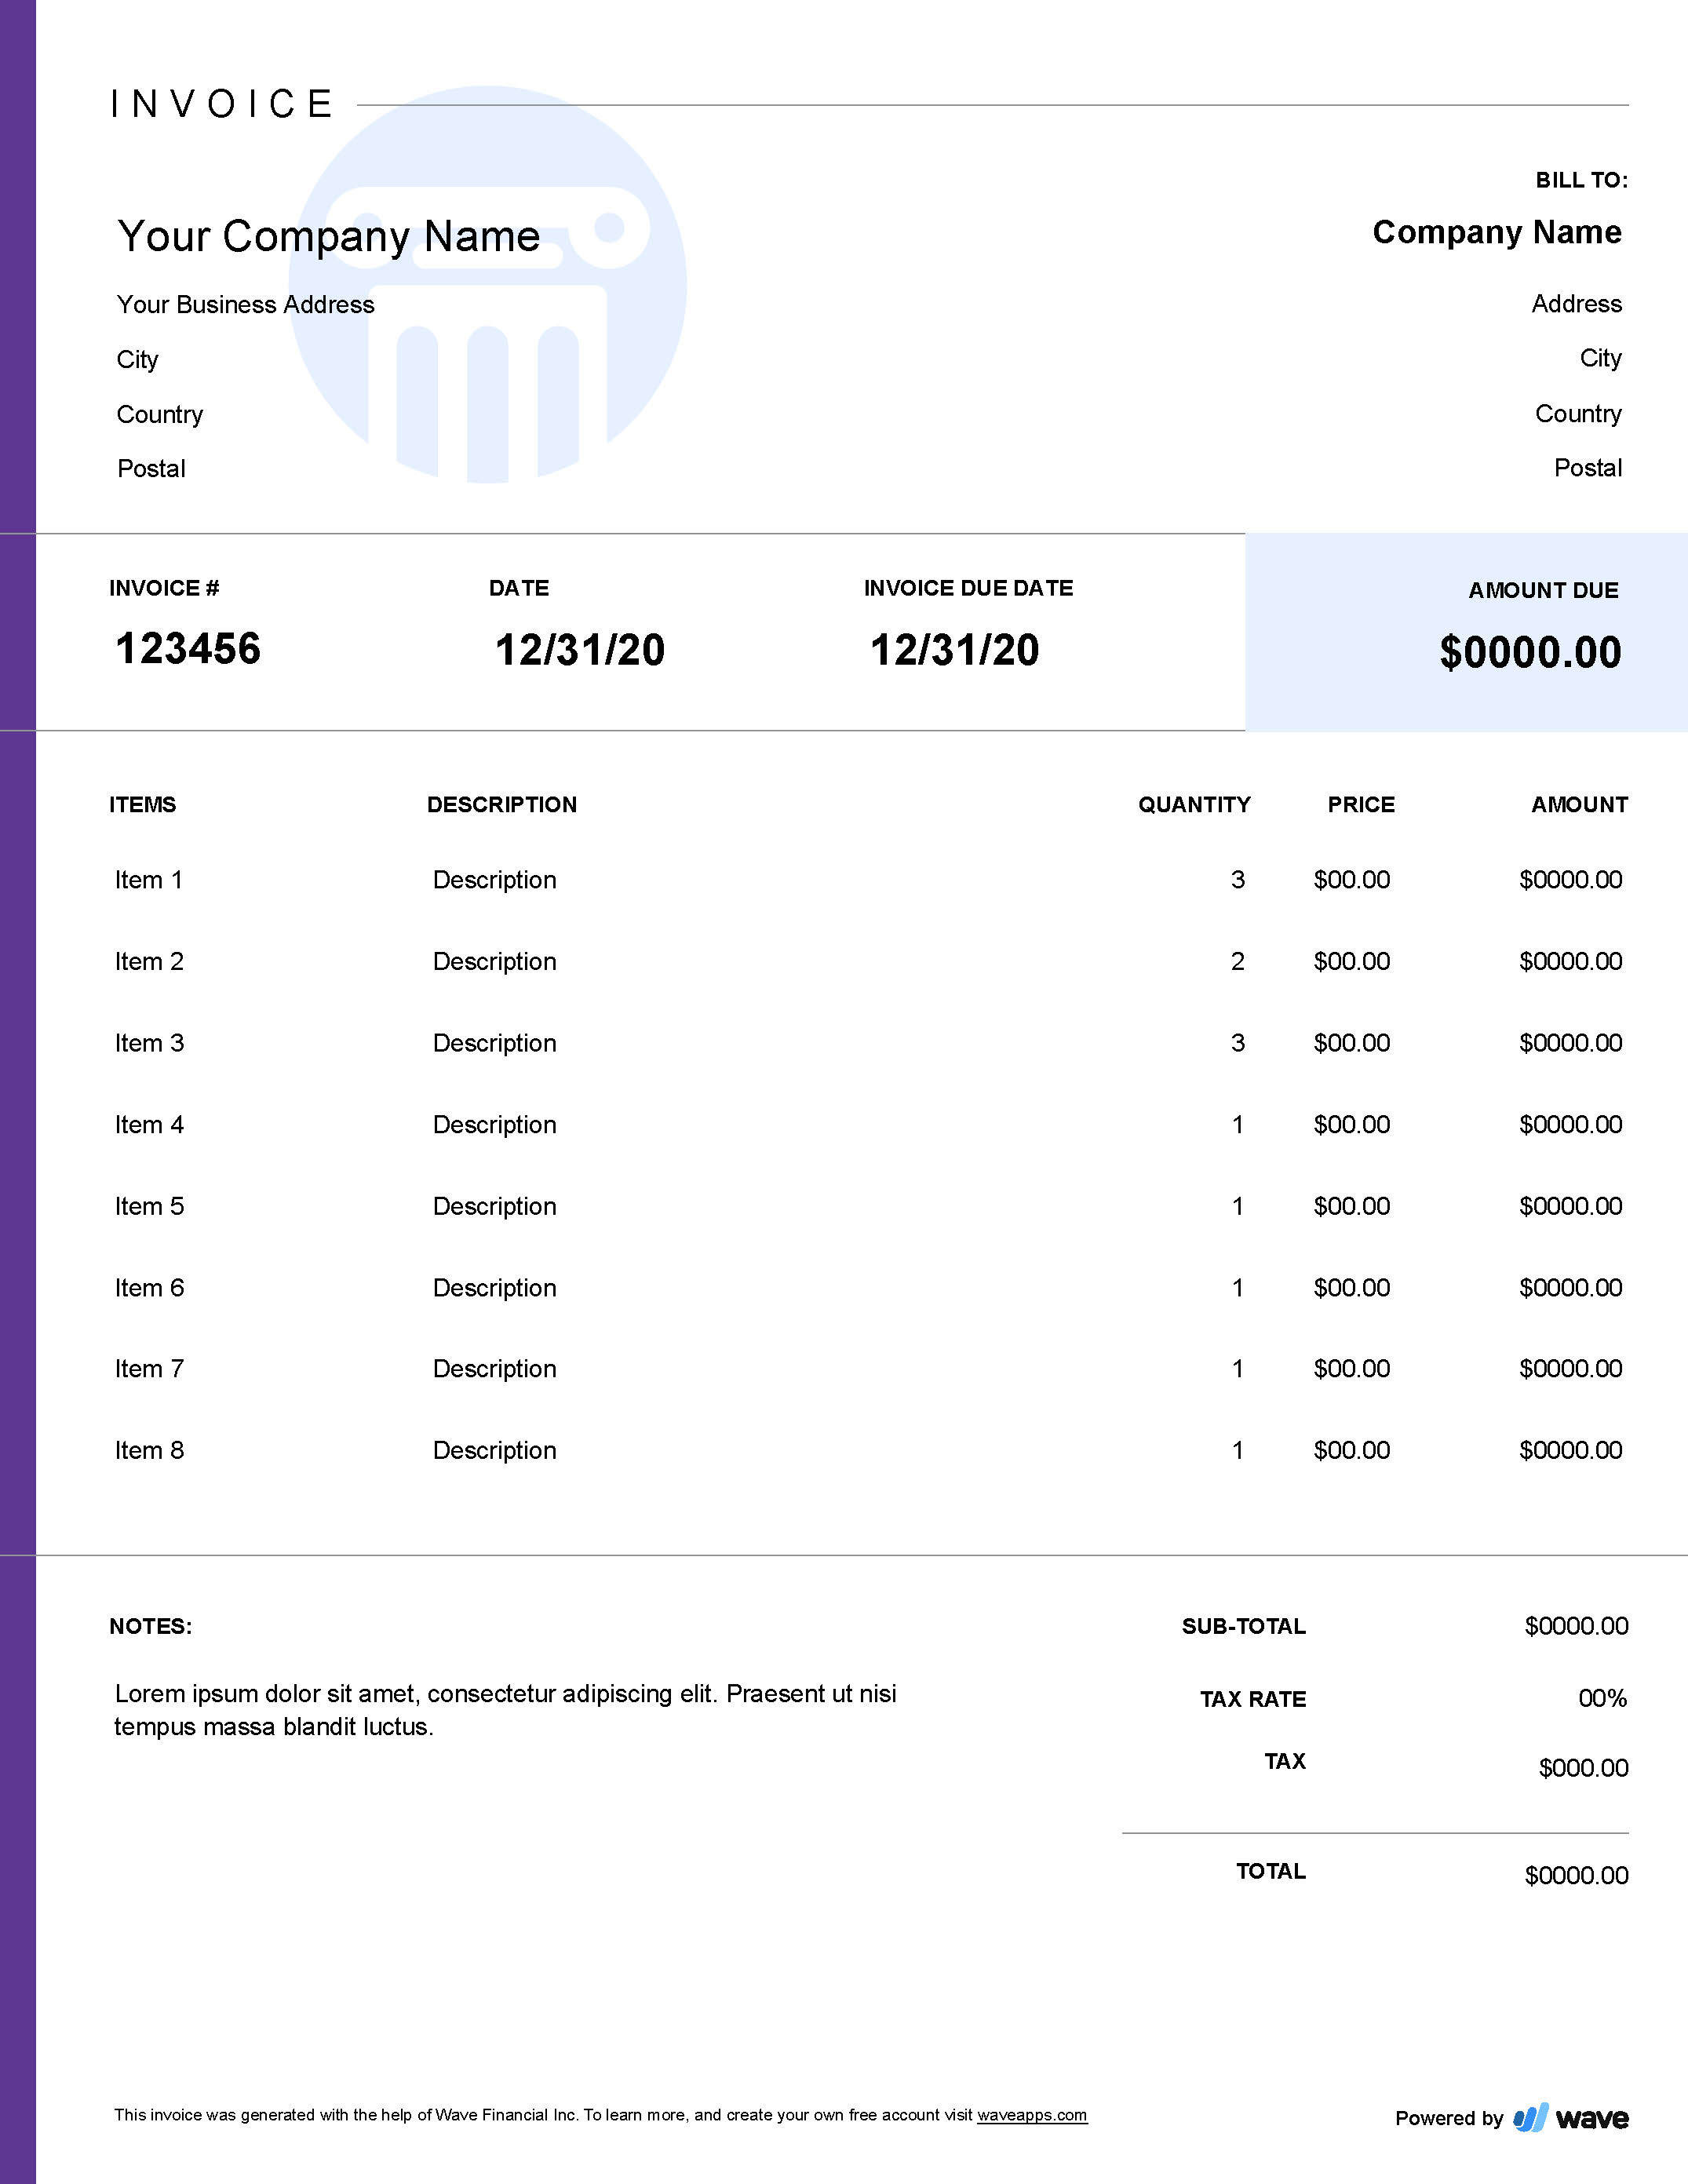 INVOICE
BILL TO:
Your Company Name
Company Name
Your Business Address
Address
City
City
Country
Country
Postal
Postal
INVOICE # DATE INVOICE DUE DATE AMOUNT DUE
123456 12/31/20 12/31/20 $0000.00
ITEMS DESCRIPTION QUANTITY PRICE AMOUNT
Item 1 Description 3 $00.00 $0000.00
Item 2 Description 2 $00.00 $0000.00
Item 3 Description 3 $00.00 $0000.00
Item 4 Description 1 $00.00 $0000.00
Item 5 Description 1 $00.00 $0000.00
Item 6 Description 1 $00.00 $0000.00
Item 7 Description 1 $00.00 $0000.00
Item 8 Description 1 $00.00 $0000.00
NOTES:
Lorem ipsum dolor sit amet, consectetur adipiscing elit. Praesent ut nisi
tempus massa blandit luctus.
SUB-TOTAL $0000.00
TAX RATE 00%
TAX $000.00
TOTAL $0000.00
This invoice was generated with the help of Wave Financial Inc. To learn more, and create your own free account visit waveapps.com
Powered by wave